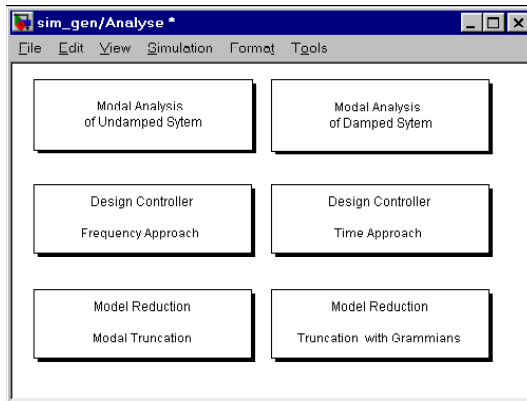 sim_gen/Analyse *
File Edit View Simulation Format Tools
Modal Analysis
of Undamped Sytem
Modal Analysis
of Damped Sytem
Design Controller
Frequency Approach
Design Controller
Time Approach
Model Reduction
Modal Truncation
Model Reduction
Truncation with Grammians